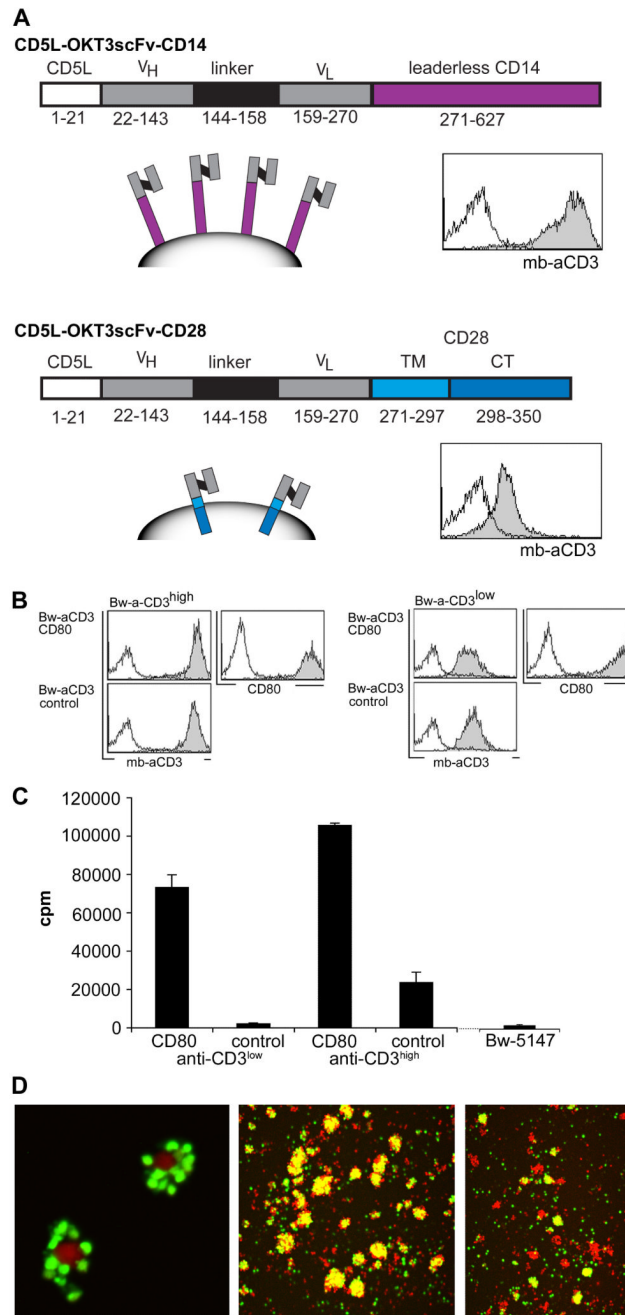 A
CD5L-OKT3scFv-CD14
CD5L VH linker VL leaderless CD14
1-21 22-143 144-158 159-270 271-627
mb-aCD3
CD5L-OKT3scFv-CD28
CD28
CD5L VH linker VL TM CT
1-21 22-143 144-158 159-270 271-297 298-350
mb-aCD3
B
Bw-a-CD3high
Bw-aCD3
CD80
CD80
Bw-aCD3
control
mb-aCD3
Bw-a-CD3low
Bw-aCD3
CD80
CD80
Bw-aCD3
control
mb-aCD3
C
cpm
120000
100000
80000
60000
40000
20000
0
CD80 control CD80 control Bw-5147
anti-CD3low anti-CD3high
D